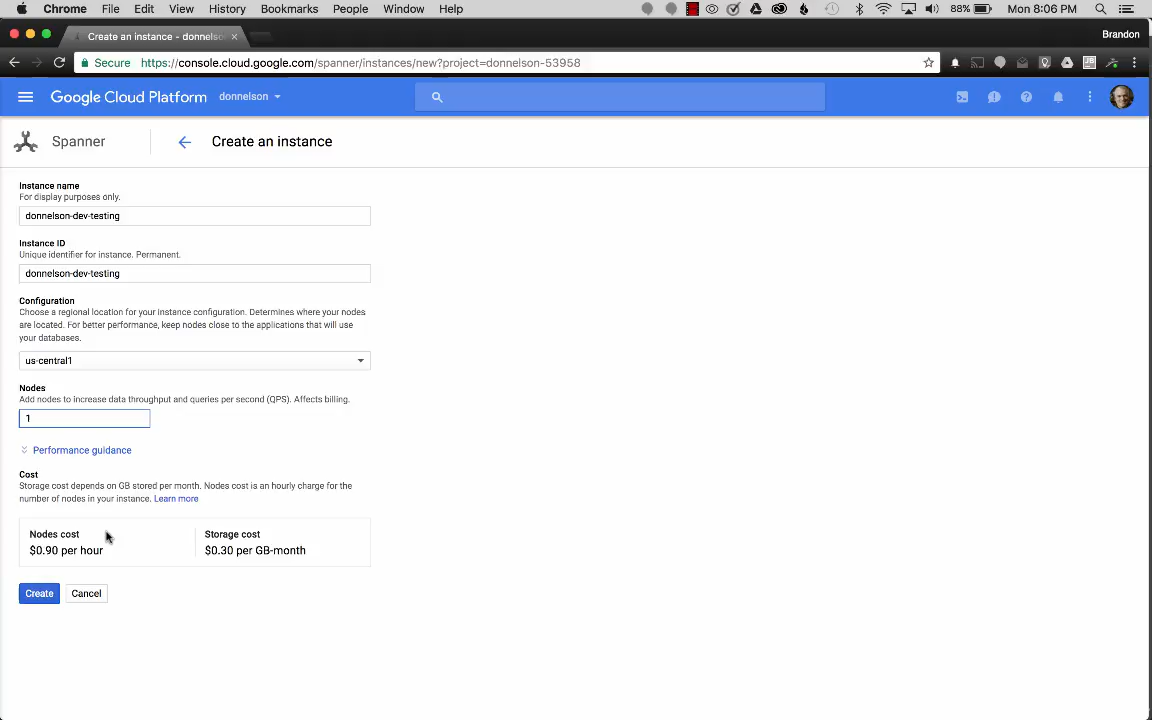 Chrome File Edit View History Bookmarks People Window Help 88% Mon 8:06 PM
Create an instance - donnelso
Brandon
Secure https://console.cloud.google.com/spanner/instances/new?project=donnelson-53958
Google Cloud Platform donnelson
Spanner Create an instance
Instance name
For display purposes only.
donnelson-dev-testing
Instance ID
Unique identifier for instance. Permanent.
donnelson-dev-testing
Configuration
Choose a regional location for your instance configuration. Determines where your nodes
are located. For better performance, keep nodes close to the applications that will use
your databases.
us-central1
Nodes
Add nodes to increase data throughput and queries per second (QPS). Affects billing.
1
Performance guidance
Cost
Storage cost depends on GB stored per month. Nodes cost is an hourly charge for the
number of nodes in your instance. Learn more
Nodes cost Storage cost
$0.90 per hour $0.30 per GB-month
Create Cancel